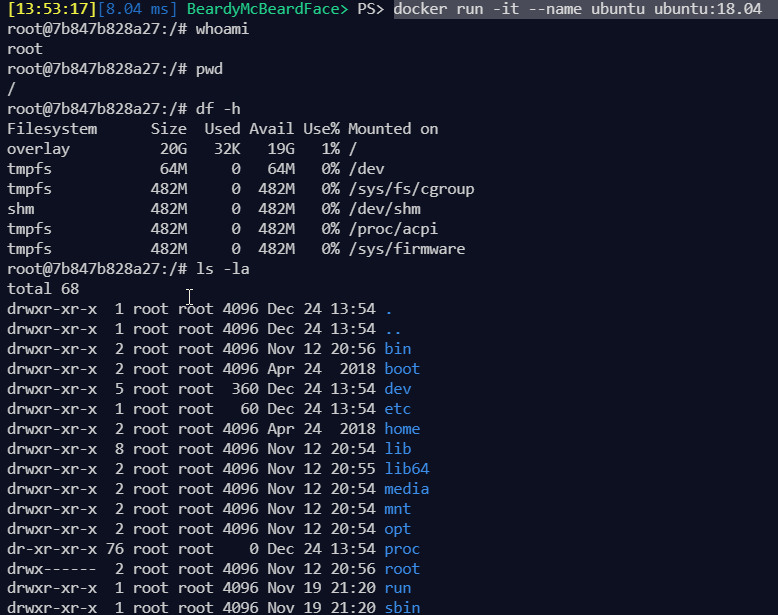 [13:53:17][8.04 ms] BeardyMcBeardFace> PS> docker run -it --name ubuntu ubuntu:18.04
root@7b847b828a27:/# whoami
root
root@7b847b828a27:/# pwd
/
root@7b847b828a27:/# df -h
Filesystem      Size  Used Avail Use% Mounted on
overlay          20G   32K   19G   1% /
tmpfs            64M     0   64M   0% /dev
tmpfs           482M     0  482M   0% /sys/fs/cgroup
shm             482M     0  482M   0% /dev/shm
tmpfs           482M     0  482M   0% /proc/acpi
tmpfs           482M     0  482M   0% /sys/firmware
root@7b847b828a27:/# ls -la
total 68
drwxr-xr-x  1 root root 4096 Dec 24 13:54 .
drwxr-xr-x  1 root root 4096 Dec 24 13:54 ..
drwxr-xr-x  2 root root 4096 Nov 12 20:56 bin
drwxr-xr-x  2 root root 4096 Apr 24  2018 boot
drwxr-xr-x  5 root root  360 Dec 24 13:54 dev
drwxr-xr-x  1 root root   60 Dec 24 13:54 etc
drwxr-xr-x  2 root root 4096 Apr 24  2018 home
drwxr-xr-x  8 root root 4096 Nov 12 20:54 lib
drwxr-xr-x  2 root root 4096 Nov 12 20:55 lib64
drwxr-xr-x  2 root root 4096 Nov 12 20:54 media
drwxr-xr-x  2 root root 4096 Nov 12 20:54 mnt
drwxr-xr-x  2 root root 4096 Nov 12 20:54 opt
dr-xr-xr-x 76 root root    0 Dec 24 13:54 proc
drwx------  2 root root 4096 Nov 12 20:56 root
drwxr-xr-x  1 root root 4096 Nov 19 21:20 run
drwxr-xr-x  1 root root 4096 Nov 19 21:20 sbin